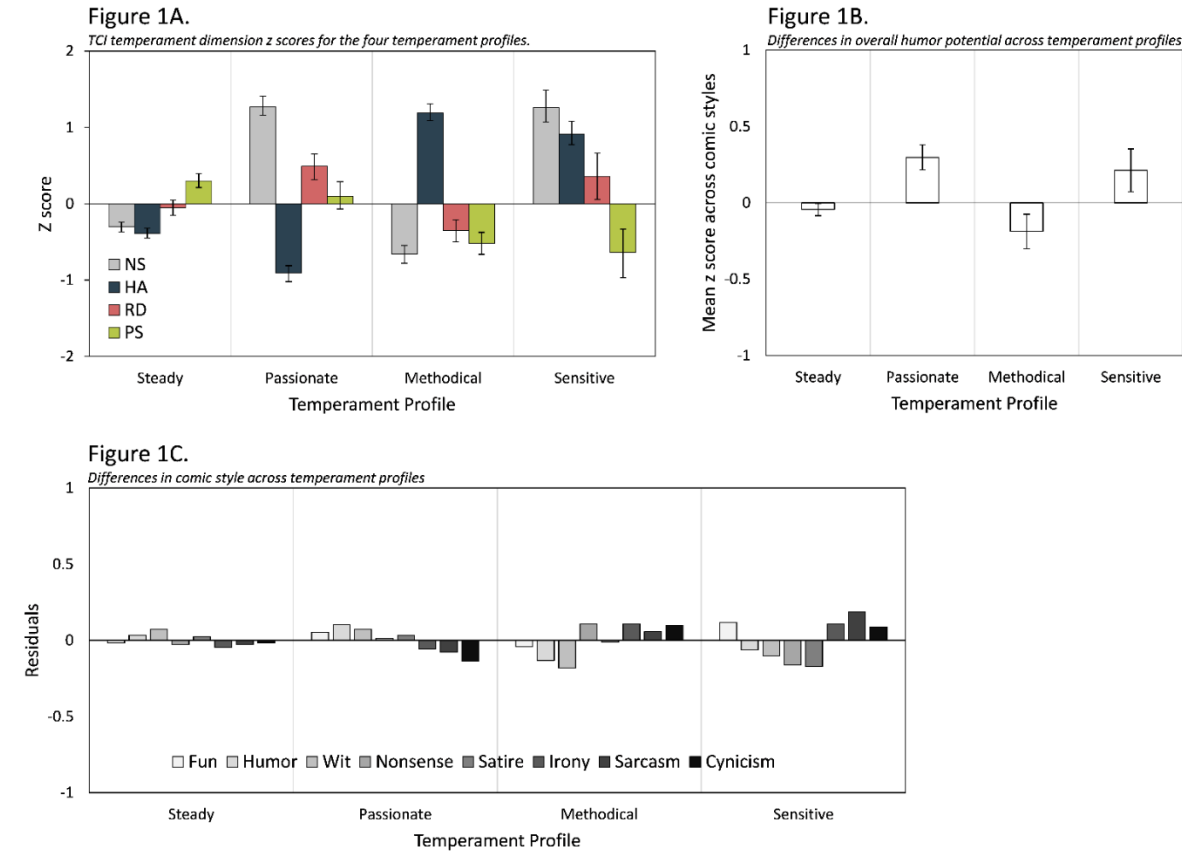 Figure 1A.
TCI temperament dimension z scores for the four temperament profiles.
2
1
0
-1
-2
Z score
NS
HA
RD
PS
Steady Passionate Methodical Sensitive
Temperament Profile
Figure 1B.
Differences in overall humor potential across temperament profiles
1
0.5
0
-0.5
-1
Mean z score across comic styles
Steady Passionate Methodical Sensitive
Temperament Profile
Figure 1C.
Differences in comic style across temperament profiles
1
0.5
0
-0.5
-1
Residuals
Fun Humor Wit Nonsense Satire Irony Sarcasm Cynicism
Steady Passionate Methodical Sensitive
Temperament Profile